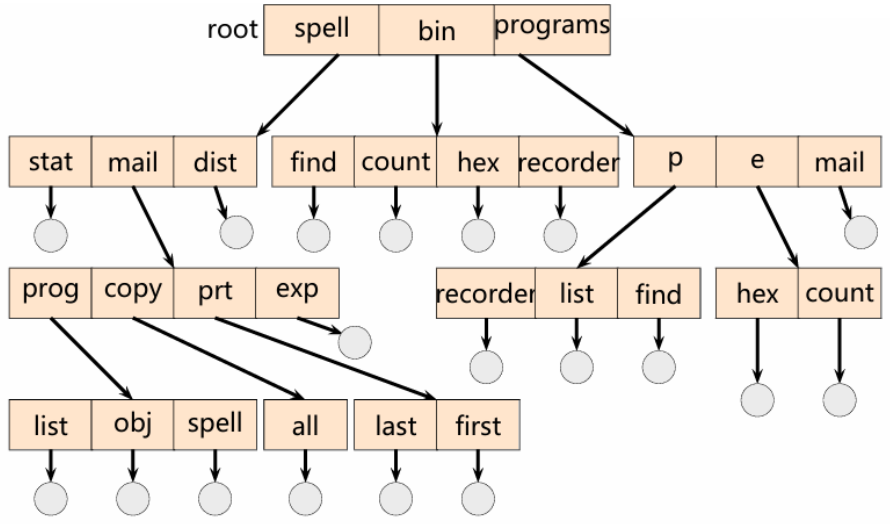 root spell bin programs
stat mail dist find count hex recorder p e mail
prog copy prt exp recorder list find hex count
list obj spell all last first